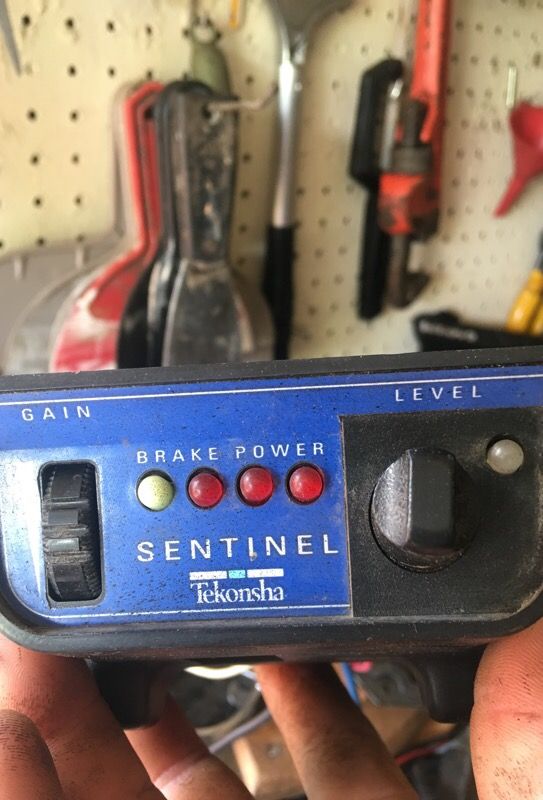 GAIN
LEVEL
BRAKE POWER
SENTINEL
Tekonsha